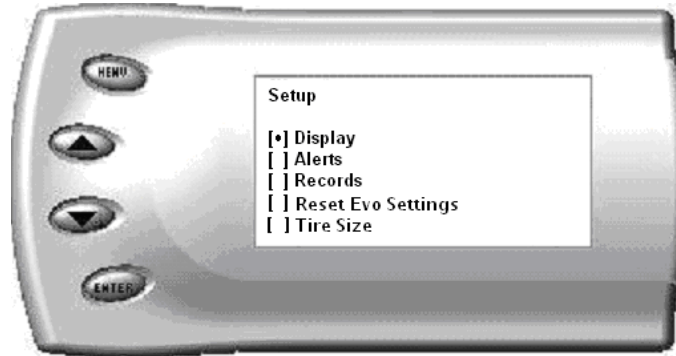 MENU
Setup
[•] Display
[ ] Alerts
[ ] Records
[ ] Reset Evo Settings
[ ] Tire Size
ENTER